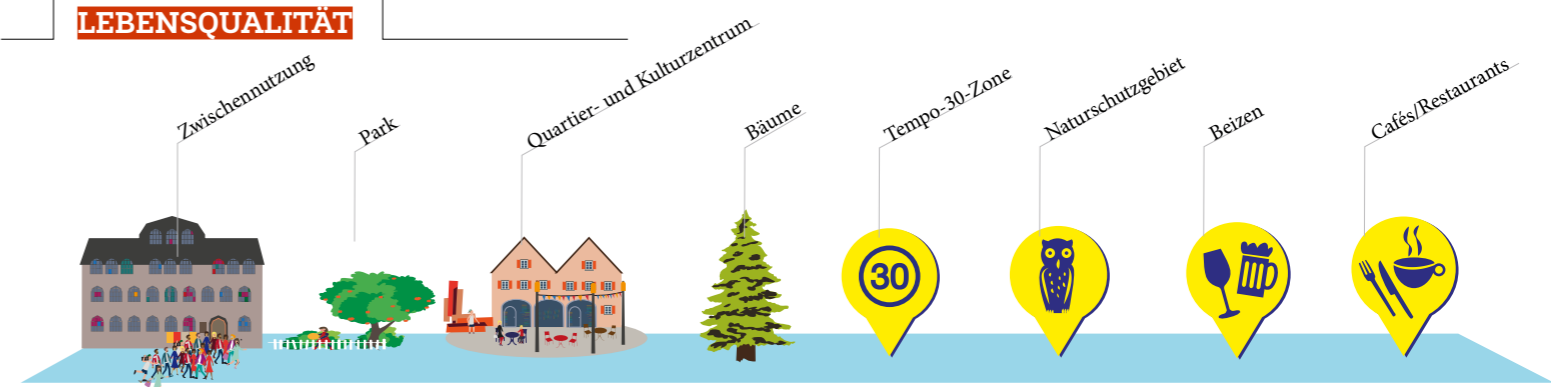 LEBENSQUALITÄT
Zwischennutzung
Park
Quartier- und Kulturzentrum
Bäume
Tempo-30-Zone
Naturschutzgebiet
Beizen
Cafés/Restaurants
30